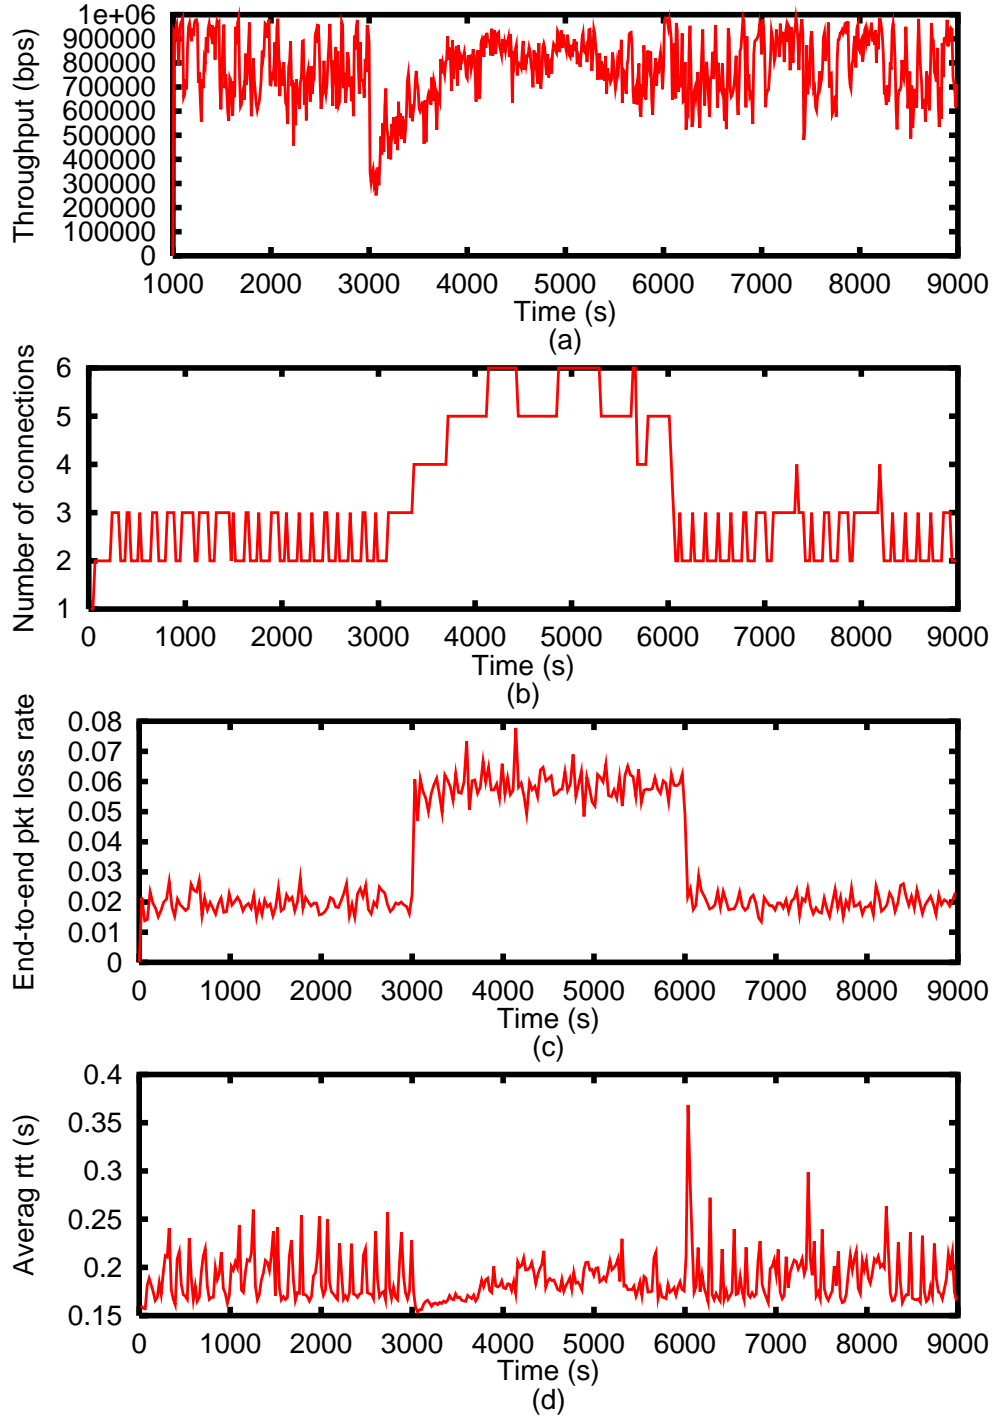 1e+06
900000
800000
700000
600000
500000
400000
300000
200000
100000
0
Throughput (bps)
1000 2000 3000 4000 5000 6000 7000 8000 9000
Time (s)
(a)
6
5
4
3
2
1
Number of connections
0 1000 2000 3000 4000 5000 6000 7000 8000 9000
Time (s)
(b)
0.08
0.07
0.06
0.05
0.04
0.03
0.02
0.01
0
End-to-end pkt loss rate
0 1000 2000 3000 4000 5000 6000 7000 8000 9000
Time (s)
(c)
0.4
0.35
0.3
0.25
0.2
0.15
Averag rtt (s)
0 1000 2000 3000 4000 5000 6000 7000 8000 9000
Time (s)
(d)